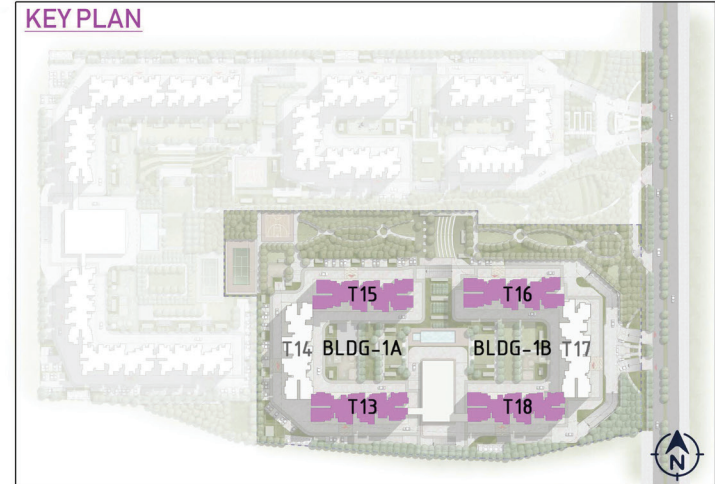 KEY PLAN
T15 T16
T14 BLDG-1A BLDG-1B T17
T13 T18
N